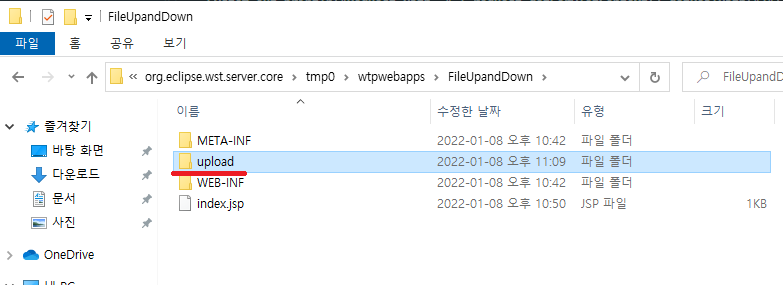 FileUpandDown
파일 홈 공유 보기
« org.eclipse.wst.server.core > tmp0 > wtpwebapps > FileUpandDown > FileUpandD
이름 수정한 날짜 유형 크기
즐겨찾기
바탕 화면
다운로드
문서
사진
OneDrive
META-INF 2022-01-08 오후 10:42 파일 폴더
upload 2022-01-08 오후 11:09 파일 폴더
WEB-INF 2022-01-08 오후 10:42 파일 폴더
index.jsp 2022-01-08 오후 10:50 JSP 파일 1KB